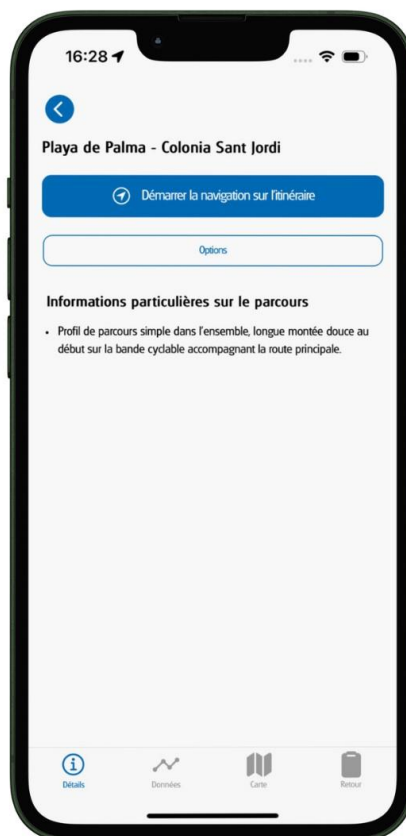 16:28
Playa de Palma - Colonia Sant Jordi
Démarrer la navigation sur l'itinéraire
Options
Informations particulières sur le parcours
• Profil de parcours simple dans l'ensemble, longue montée douce au
début sur la bande cyclable accompagnant la route principale.
Détails
Données
Carte
Retour